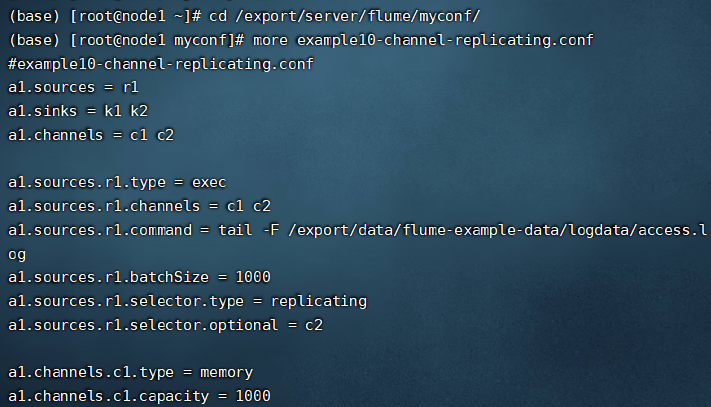 (base) [root@node1 ~]# cd /export/server/flume/myconf/
(base) [root@node1 myconf]# more example10-channel-replicating.conf
#example10-channel-replicating.conf
a1.sources = r1
a1.sinks = k1 k2
a1.channels = c1 c2

a1.sources.r1.type = exec
a1.sources.r1.channels = c1 c2
a1.sources.r1.command = tail -F /export/data/flume-example-data/logdata/access.l
og
a1.sources.r1.batchSize = 1000
a1.sources.r1.selector.type = replicating
a1.sources.r1.selector.optional = c2

a1.channels.c1.type = memory
a1.channels.c1.capacity = 1000